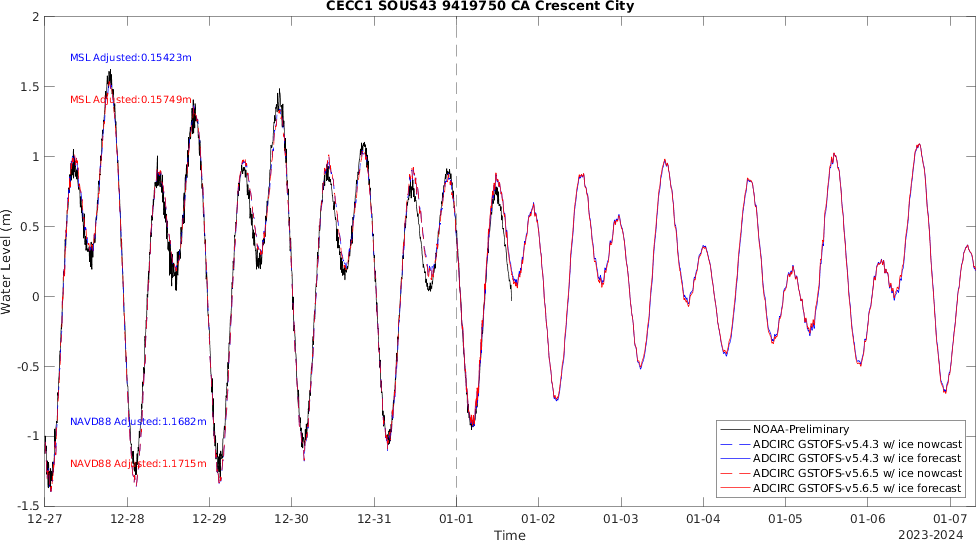 CECC1 SOUS43 9419750 CA Crescent City
2
1.5
1
0.5
0
-0.5
-1
-1.5
Water Level (m)
MSL Adjusted:0.15423m
MSL Adjusted:0.15749m
NAVD88 Adjusted:1.1682m
NAVD88 Adjusted:1.1715m
NOAA-Preliminary
ADCIRC GSTOFS-v5.4.3 w/ ice nowcast
ADCIRC GSTOFS-v5.4.3 w/ ice forecast
ADCIRC GSTOFS-v5.6.5 w/ ice nowcast
ADCIRC GSTOFS-v5.6.5 w/ ice forecast
12-27 12-28 12-29 12-30 12-31 01-01 01-02 01-03 01-04 01-05 01-06 01-07
Time
2023-2024